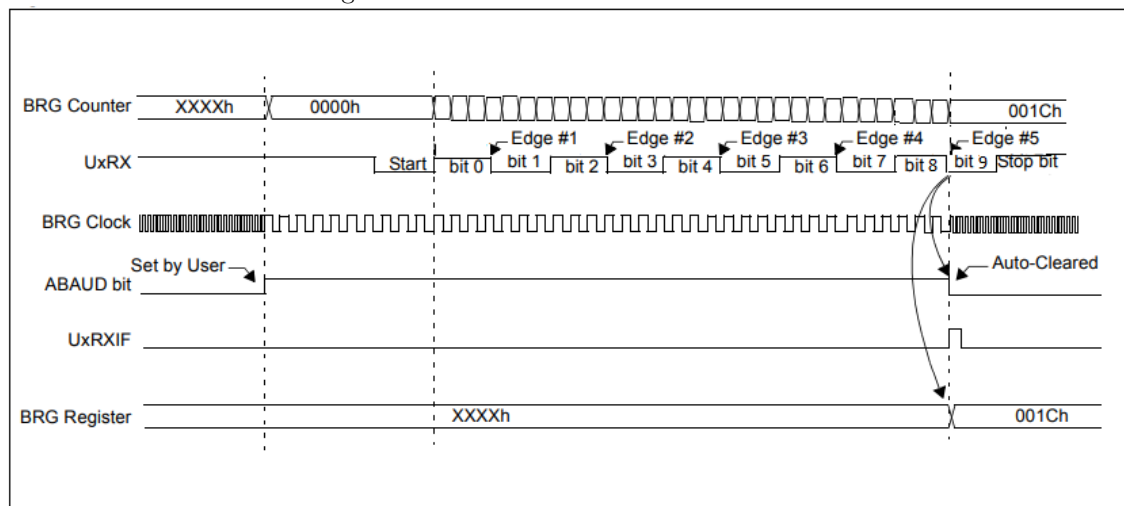 BRG Counter XXXXh 0000h 001Ch
Edge #1 Edge #2 Edge #3 Edge #4 Edge #5
UxRX Start bit 0 bit 1 bit 2 bit 3 bit 4 bit 5 bit 6 bit 7 bit 8 bit 9 Stop bit
BRG Clock
Set by User Auto-Cleared
ABAUD bit
UxRXIF
BRG Register XXXXh 001Ch